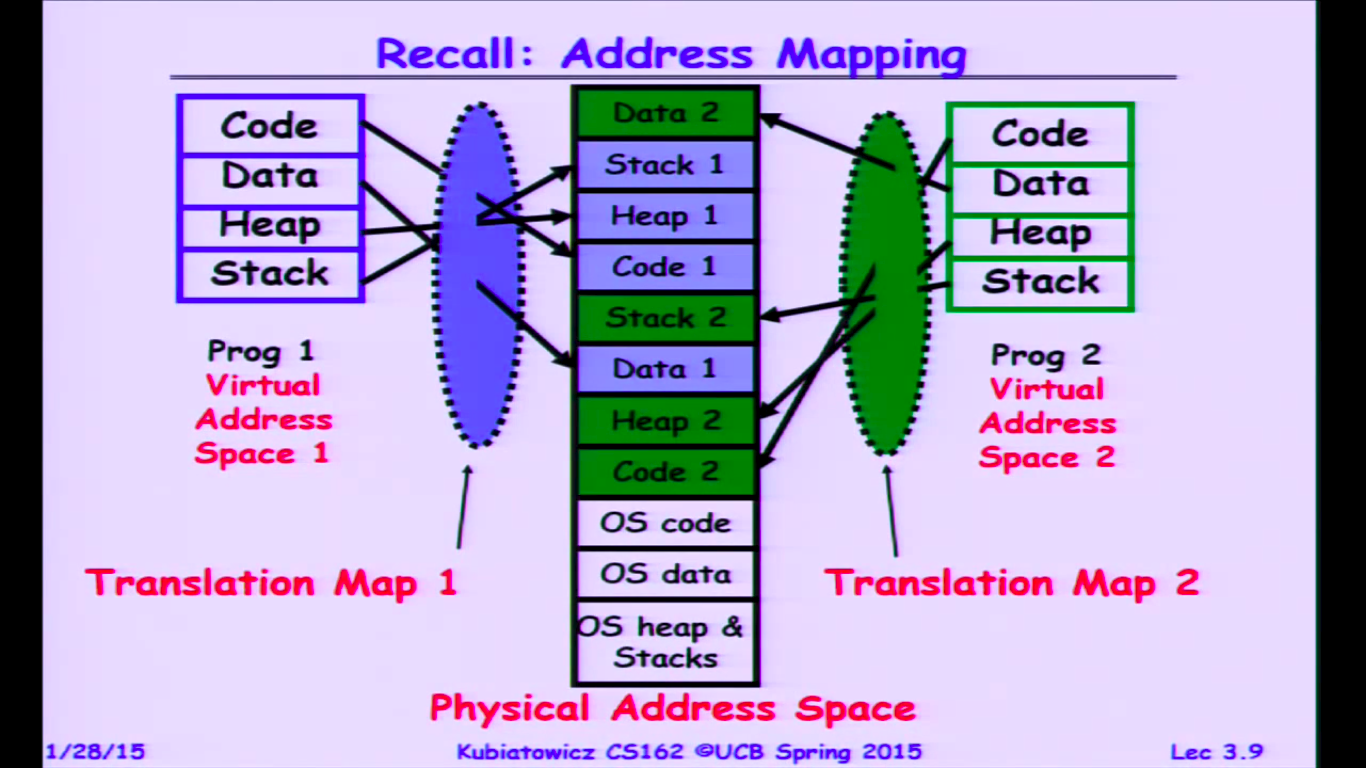 Recall: Address Mapping
Code
Data
Heap
Stack
Prog 1
Virtual
Address
Space 1
Translation Map 1
Data 2
Stack 1
Heap 1
Code 1
Stack 2
Data 1
Heap 2
Code 2
OS code
OS data
OS heap &
Stacks
Physical Address Space
Code
Data
Heap
Stack
Prog 2
Virtual
Address
Space 2
Translation Map 2
1/28/15
Kubiatowicz CS162 ©UCB Spring 2015
Lec 3.9